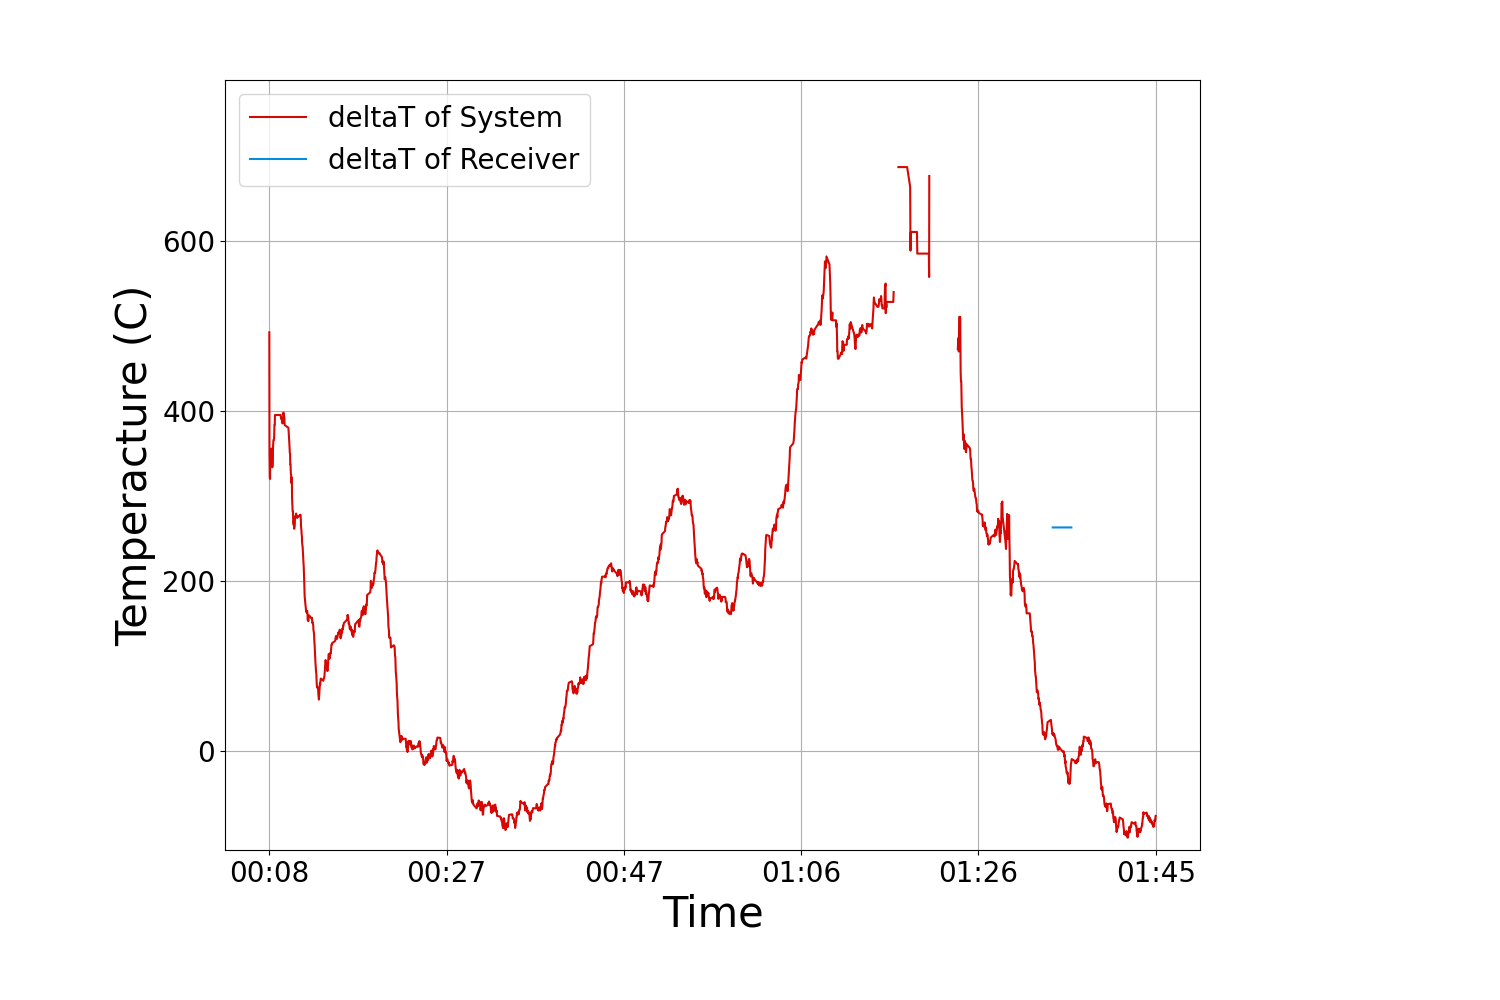 deltaT of System
deltaT of Receiver
Temperacture (C)
600
400
200
0
00:08 00:27 00:47 01:06 01:26 01:45
Time